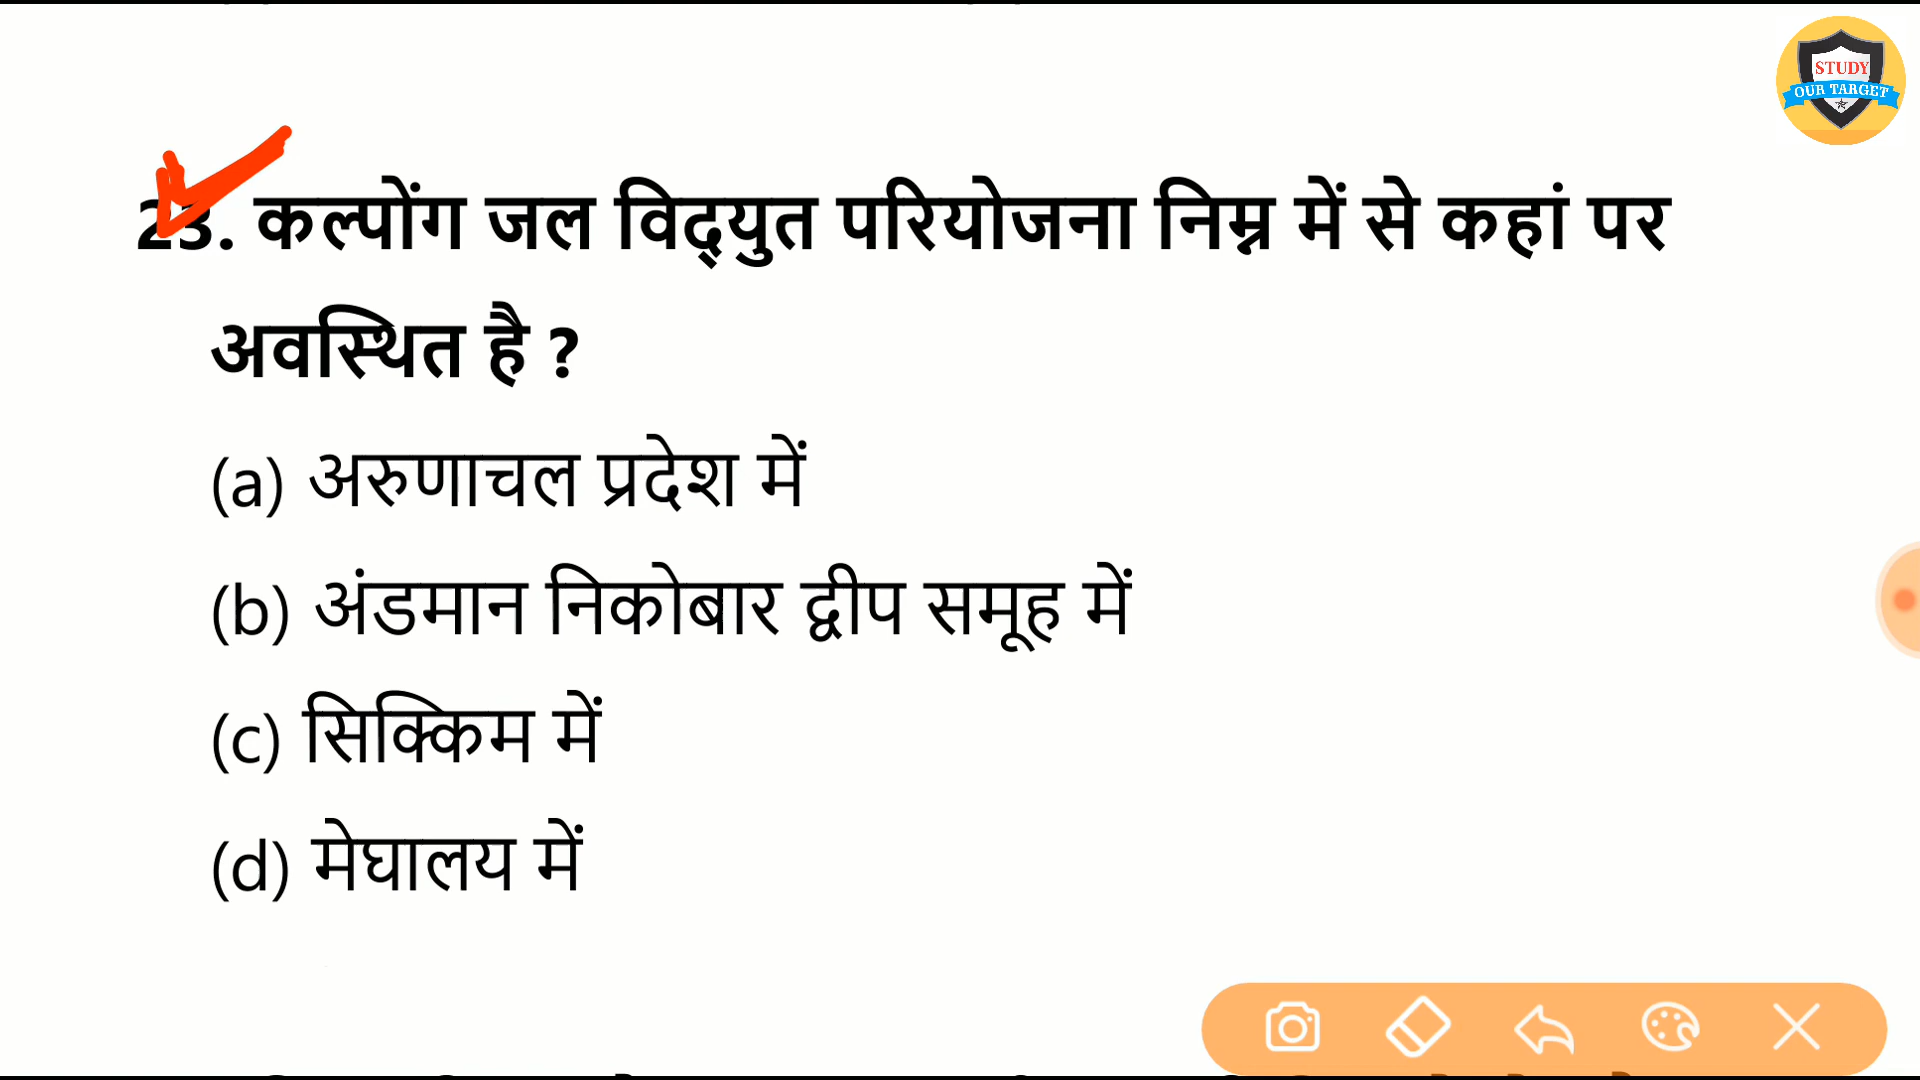 STUDY
OUR TARGET
23. कल्पोंग जल विद्युत परियोजना निम्न में से कहां पर
अवस्थित है ?
(a) अरुणाचल प्रदेश में
(b) अंडमान निकोबार द्वीप समूह में
(c) सिक्किम में
(d) मेघालय में